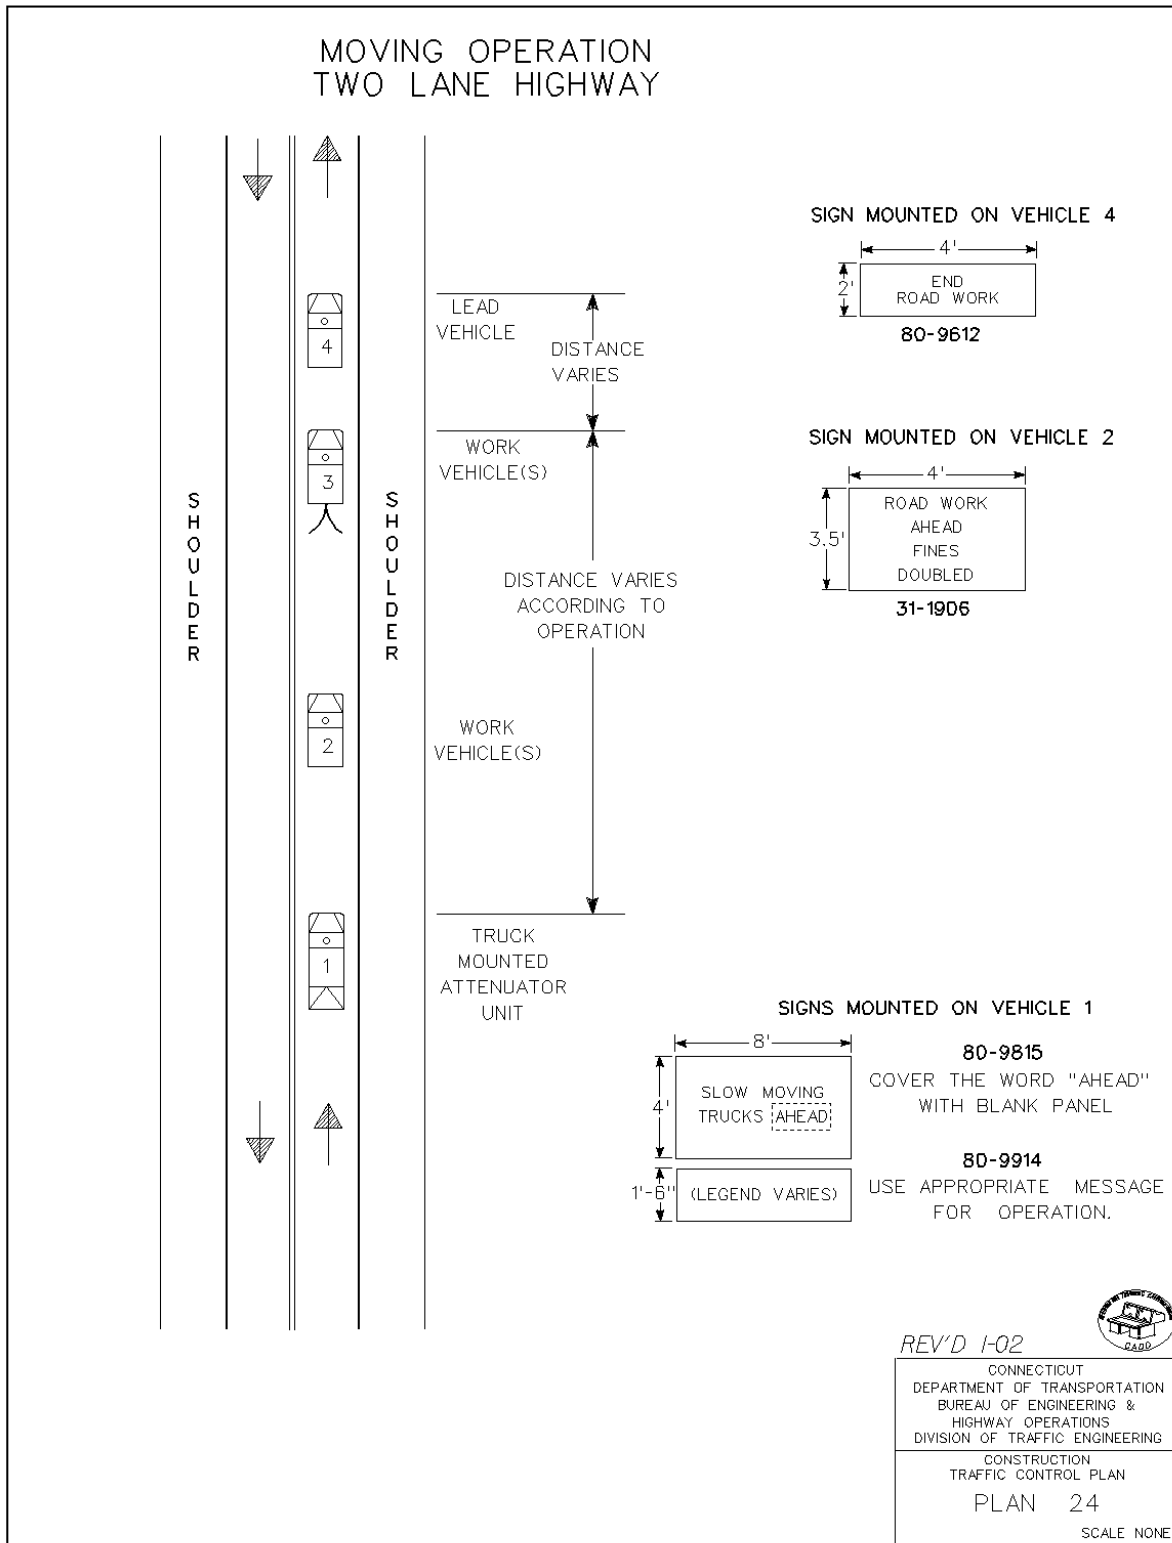 MOVING OPERATION
TWO LANE HIGHWAY
SIGN MOUNTED ON VEHICLE 4
4'
2'
END
ROAD WORK
80-9612
LEAD
VEHICLE
4
DISTANCE
VARIES
SIGN MOUNTED ON VEHICLE 2
4'
3.5'
ROAD WORK
AHEAD
FINES
DOUBLED
31-1906
WORK
VEHICLE(S)
3
SHOULDER
SHOULDER
DISTANCE VARIES
ACCORDING TO
OPERATION
2
WORK
VEHICLE(S)
1
TRUCK
MOUNTED
ATTENUATOR
UNIT
SIGNS MOUNTED ON VEHICLE 1
8'
4'
SLOW MOVING
TRUCKS AHEAD
80-9815
COVER THE WORD "AHEAD"
WITH BLANK PANEL
1'-6"
(LEGEND VARIES)
80-9914
USE APPROPRIATE MESSAGE
FOR OPERATION.
REV'D 1-02
CADD
CONNECTICUT
DEPARTMENT OF TRANSPORTATION
BUREAU OF ENGINEERING &
HIGHWAY OPERATIONS
DIVISION OF TRAFFIC ENGINEERING
CONSTRUCTION
TRAFFIC CONTROL PLAN
PLAN 24
SCALE NONE